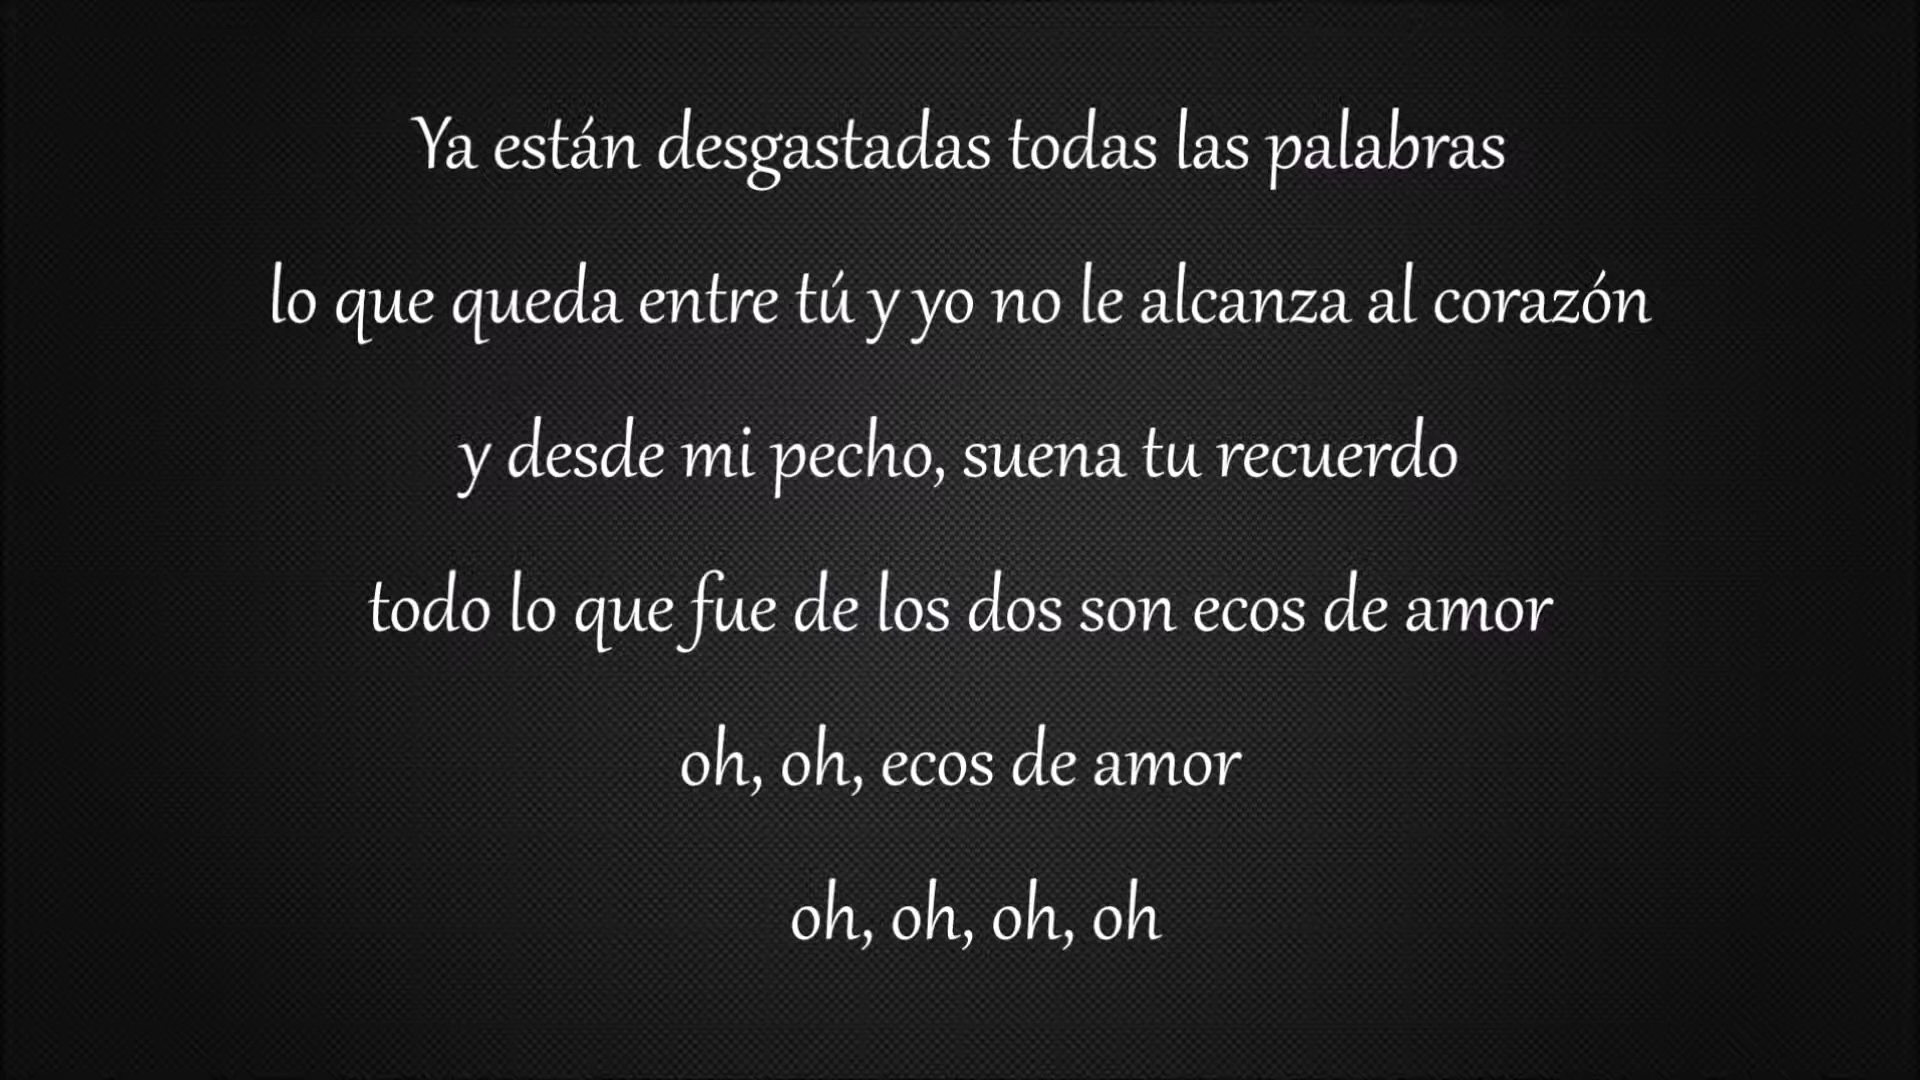 Ya están desgastadas todas las palabras
lo que queda entre tú y yo no le alcanza al corazón
y desde mi pecho, suena tu recuerdo
todo lo que fue de los dos son ecos de amor
oh, oh, ecos de amor
oh, oh, oh, oh